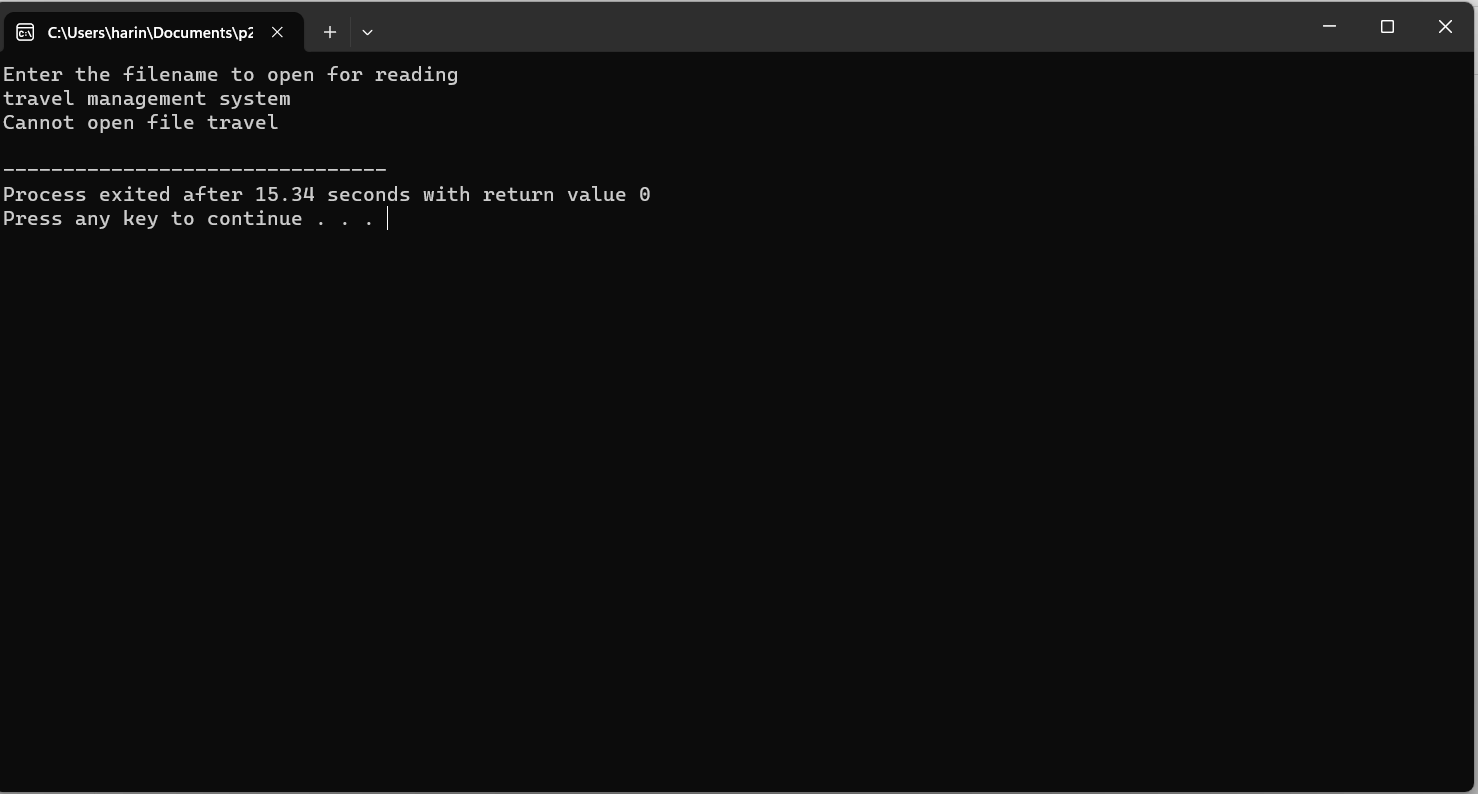 C:\Users\harin\Documents\p2
Enter the filename to open for reading
travel management system
Cannot open file travel
--------------------------------
Process exited after 15.34 seconds with return value 0
Press any key to continue . . .